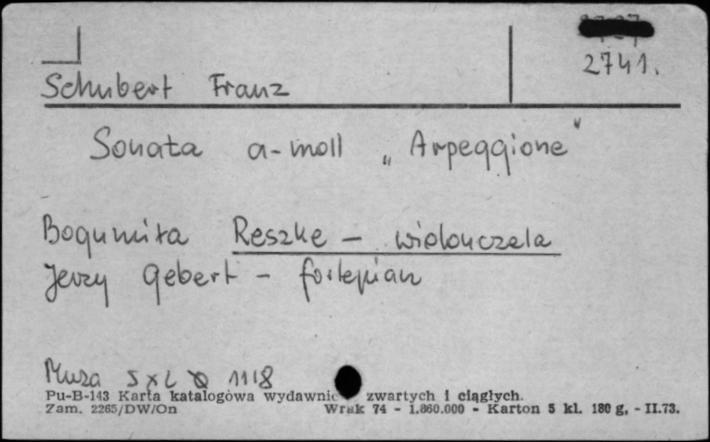 2741.
Schubert Franz
Sonata a-moll „Arpeggione"
Bogumiła Reszke – wiolonczela
Jerzy Gebert – fortepian
Muza SXL 1118
Pu-B-143 Karta katalogowa wydawnic zwartych i ciągłych.
Zam. 2265/DW/On Wrak 74 - 1.860.000 - Karton 5 kl. 180 g, - II.73.